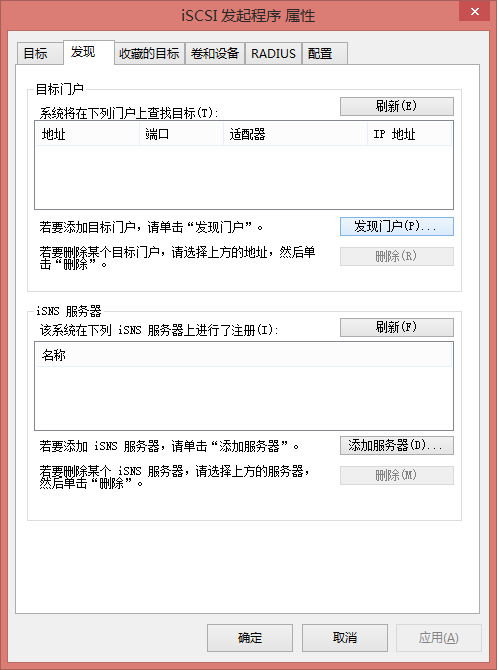 iSCSI 发起程序 属性
目标 发现 收藏的目标 卷和设备 RADIUS 配置
目标门户
系统将在下列门户上查找目标(T): 刷新(E)
地址 端口 适配器 IP 地址
若要添加目标门户，请单击“发现门户”。 发现门户(P)...
若要删除某个目标门户，请选择上方的地址，然后单
击“删除”。 删除(R)
iSNS 服务器
该系统在下列 iSNS 服务器上进行了注册(I): 刷新(F)
名称
若要添加 iSNS 服务器，请单击“添加服务器”。 添加服务器(D)...
若要删除某个 iSNS 服务器，请选择上方的服务器，
然后单击“删除”。 删除(M)
确定 取消 应用(A)